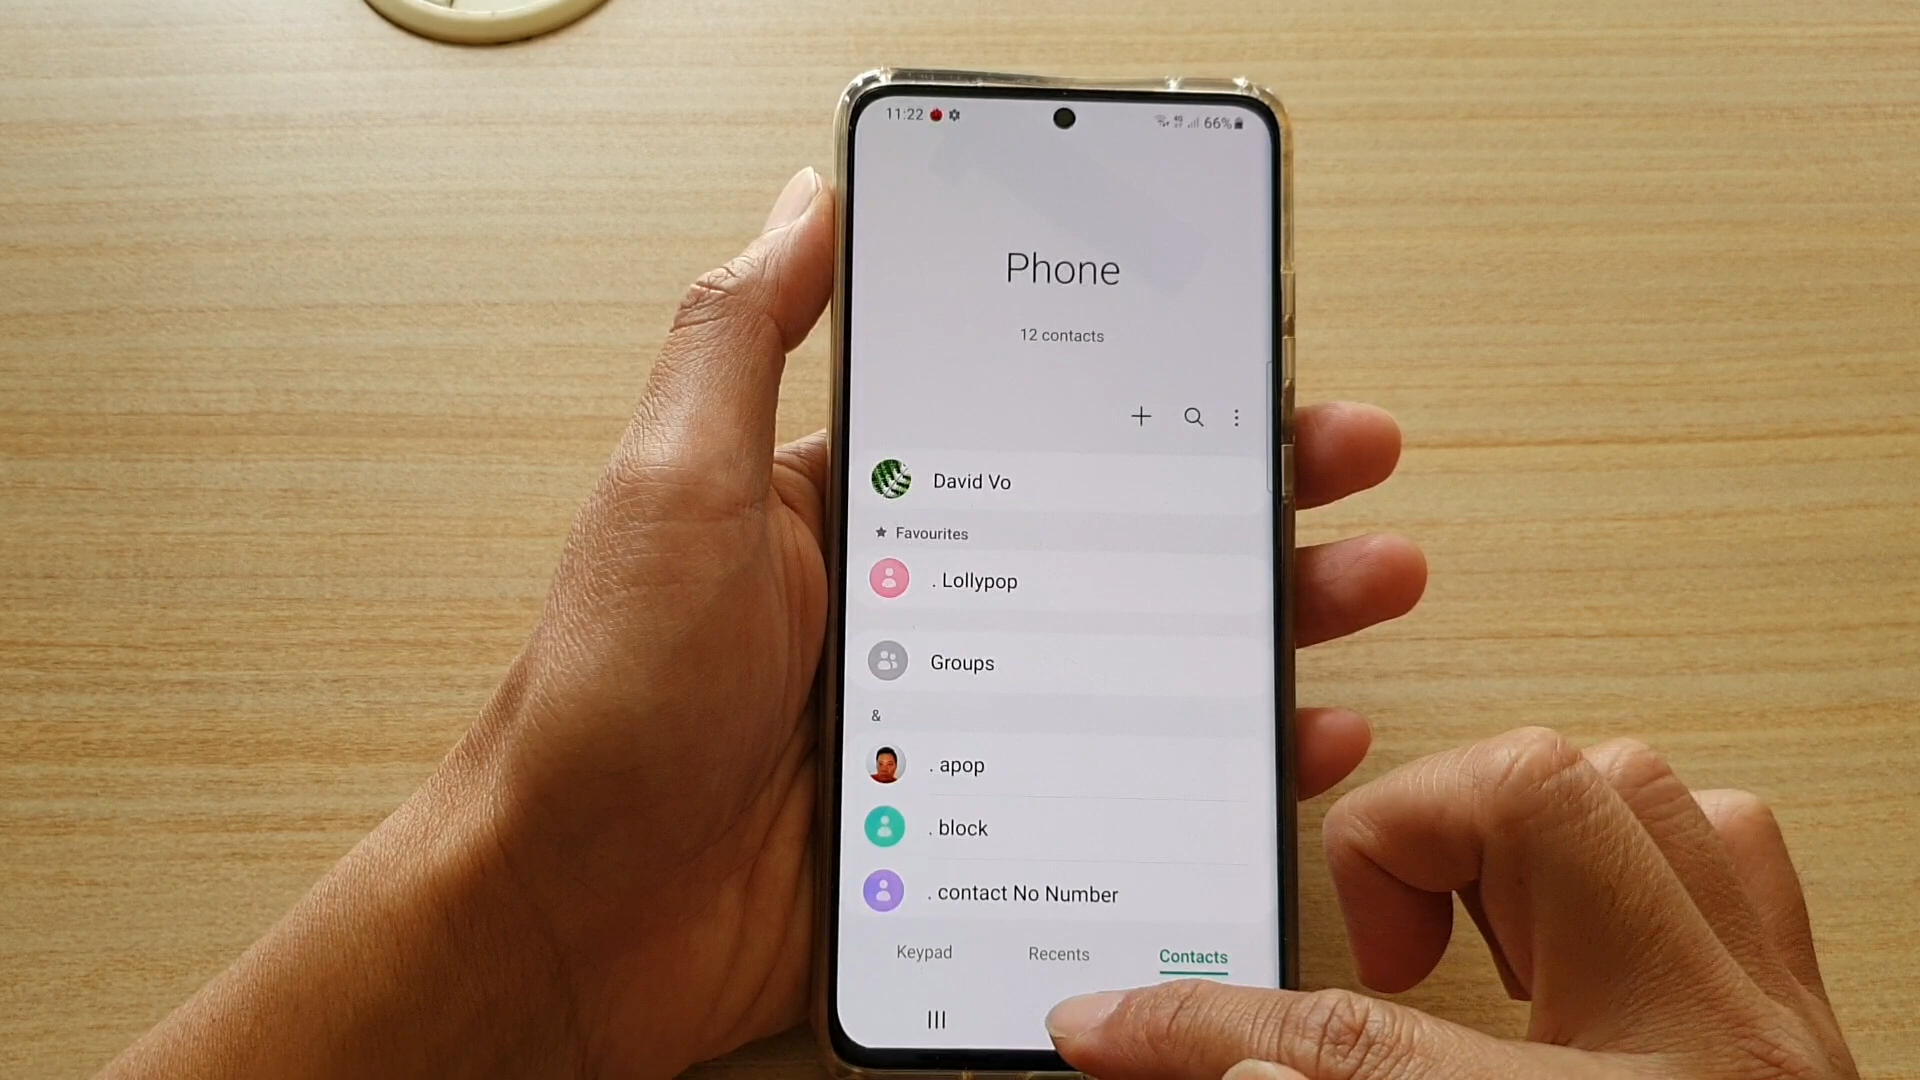 11:22
66%
Phone
12 contacts
David Vo
Favourites
. Lollypop
Groups
&
. apop
. block
. contact No Number
Keypad
Recents
Contacts